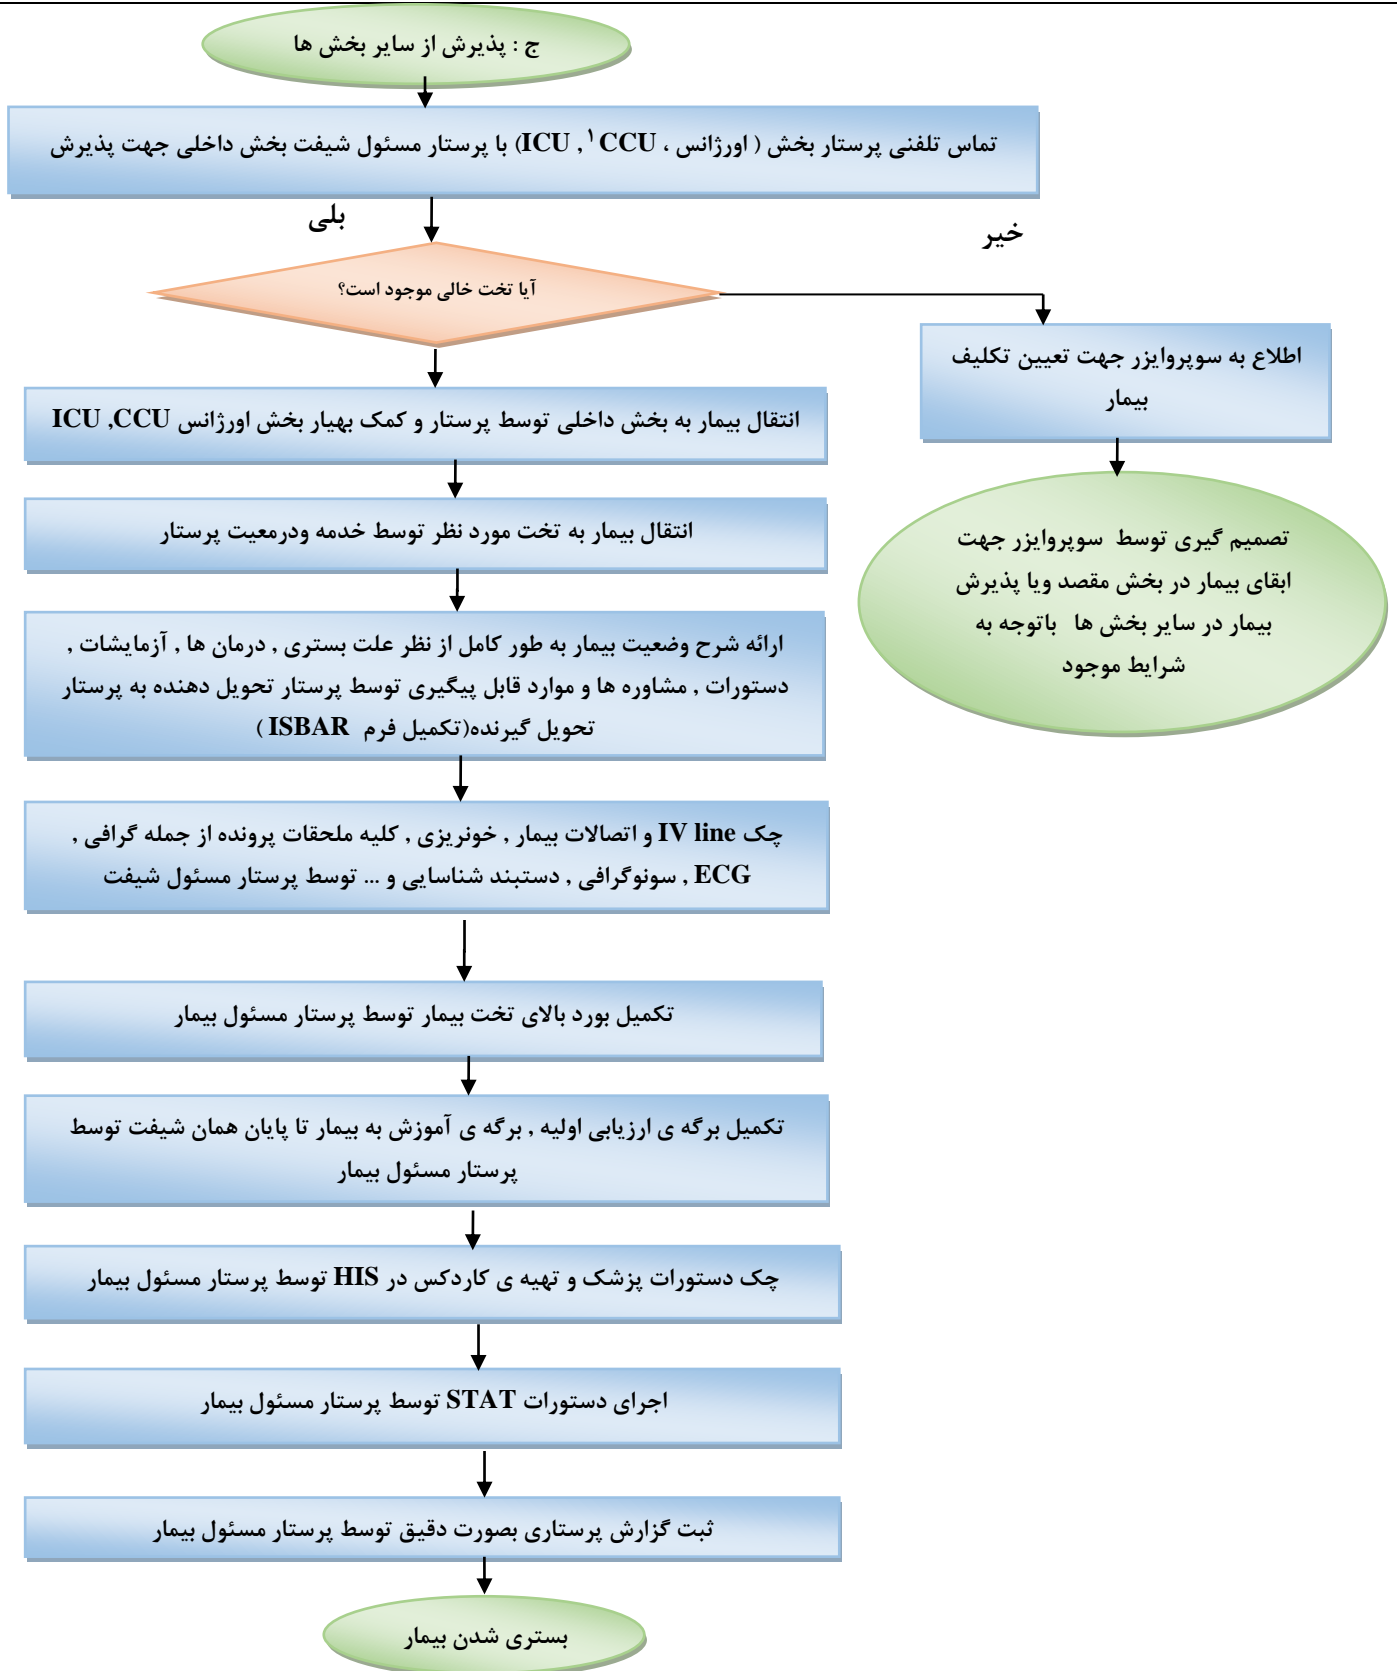 ج : پذیرش از سایر بخش ها
تماس تلفنی پرستار بخش ( اورژانس ، ICU , ¹ CCU) با پرستار مسئول شیفت بخش داخلی جهت پذیرش
بلی
خیر
آیا تخت خالی موجود است؟
اطلاع به سوپروایزر جهت تعیین تکلیف
بیمار
انتقال بیمار به بخش داخلی توسط پرستار و کمک بهیار بخش اورژانس ICU ,CCU
انتقال بیمار به تخت مورد نظر توسط خدمه ودرمعیت پرستار
تصمیم گیری توسط سوپروایزر جهت
ابقای بیمار در بخش مقصد ویا پذیرش
بیمار در سایر بخش ها باتوجه به
شرایط موجود
ارائه شرح وضعیت بیمار به طور کامل از نظر علت بستری , درمان ها , آزمایشات ,
دستورات , مشاوره ها و موارد قابل پیگیری توسط پرستار تحویل دهنده به پرستار
تحویل گیرنده(تکمیل فرم ISBAR )
چک IV line و اتصالات بیمار , خونریزی , کلیه ملحقات پرونده از جمله گرافی ,
ECG , سونوگرافی , دستبند شناسایی و ... توسط پرستار مسئول شیفت
تکمیل بورد بالای تخت بیمار توسط پرستار مسئول بیمار
تکمیل برگه ی ارزیابی اولیه , برگه ی آموزش به بیمار تا پایان همان شیفت توسط
پرستار مسئول بیمار
چک دستورات پزشک و تهیه ی کاردکس در HIS توسط پرستار مسئول بیمار
اجرای دستورات STAT توسط پرستار مسئول بیمار
ثبت گزارش پرستاری بصورت دقیق توسط پرستار مسئول بیمار
بستری شدن بیمار